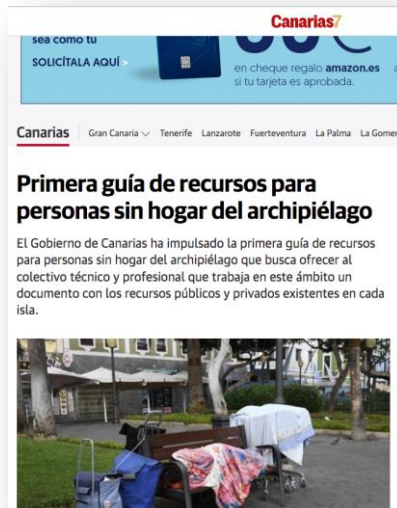 Canarias7
sea como tú
SOLICÍTALA AQUÍ >
en cheque regalo amazon.es
si tu tarjeta es aprobada.
Canarias
Gran Canaria Tenerife Lanzarote Fuerteventura La Palma La Gomer
Primera guía de recursos para
personas sin hogar del archipiélago
El Gobierno de Canarias ha impulsado la primera guía de recursos
para personas sin hogar del archipiélago que busca ofrecer al
colectivo técnico y profesional que trabaja en este ámbito un
documento con los recursos públicos y privados existentes en cada
isla.